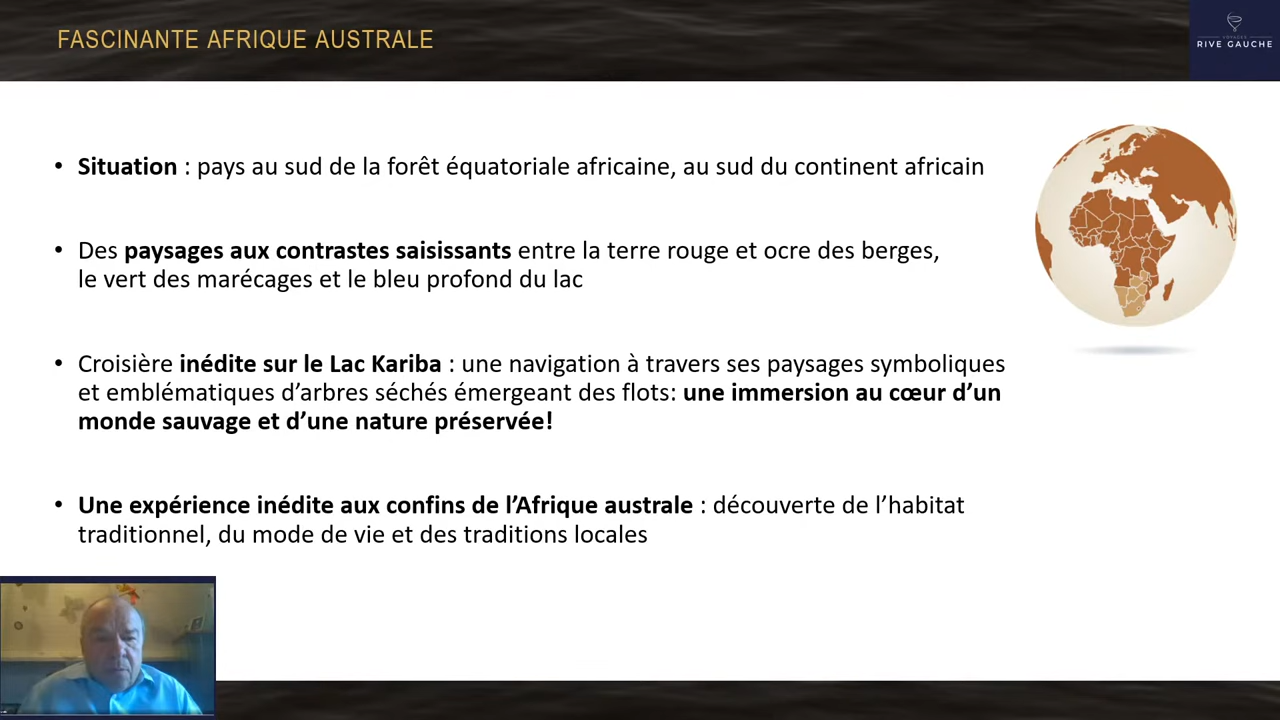 FASCINANTE AFRIQUE AUSTRALE
VOYAGES
RIVE GAUCHE
• Situation : pays au sud de la forêt équatoriale africaine, au sud du continent africain
• Des paysages aux contrastes saisissants entre la terre rouge et ocre des berges,
le vert des marécages et le bleu profond du lac
• Croisière inédite sur le Lac Kariba : une navigation à travers ses paysages symboliques
et emblématiques d’arbres séchés émergeant des flots: une immersion au cœur d’un
monde sauvage et d’une nature préservée!
• Une expérience inédite aux confins de l’Afrique australe : découverte de l’habitat
traditionnel, du mode de vie et des traditions locales